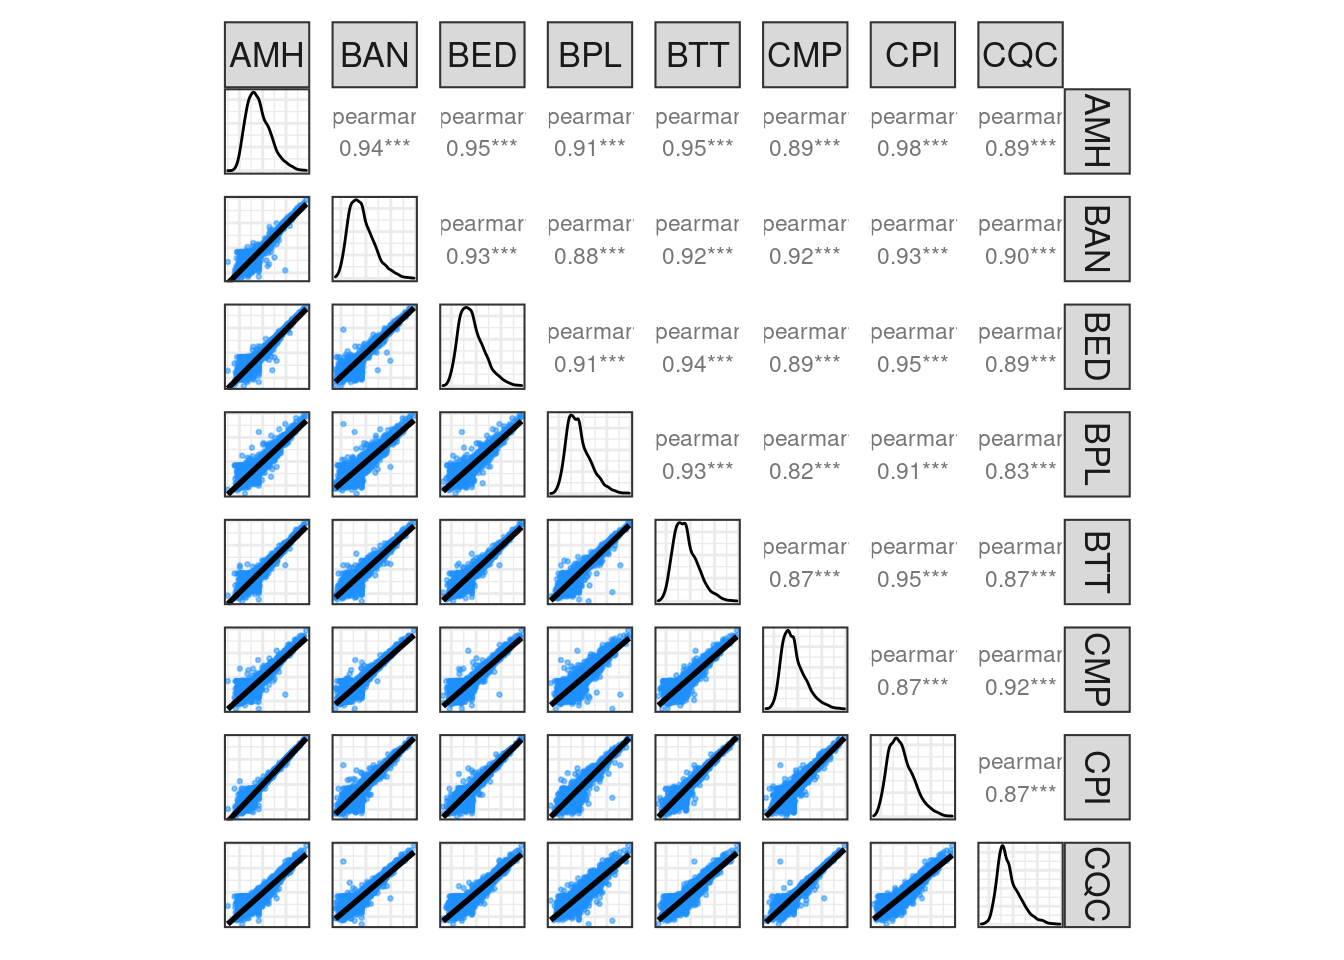 AMH BAN BED BPL BTT CMP CPI CQC
pearmar pearmar pearmar pearmar pearmar pearmar pearmar AMH
0.94*** 0.95*** 0.91*** 0.95*** 0.89*** 0.98*** 0.89***
pearmar pearmar pearmar pearmar pearmar pearmar BAN
0.93*** 0.88*** 0.92*** 0.92*** 0.93*** 0.90***
pearmar pearmar pearmar pearmar pearmar BED
0.91*** 0.94*** 0.89*** 0.95*** 0.89***
pearmar pearmar pearmar pearmar BPL
0.93*** 0.82*** 0.91*** 0.83***
pearmar pearmar pearmar BTT
0.87*** 0.95*** 0.87***
pearmar pearmar CMP
0.87*** 0.92***
pearmar CPI
0.87***
CQC